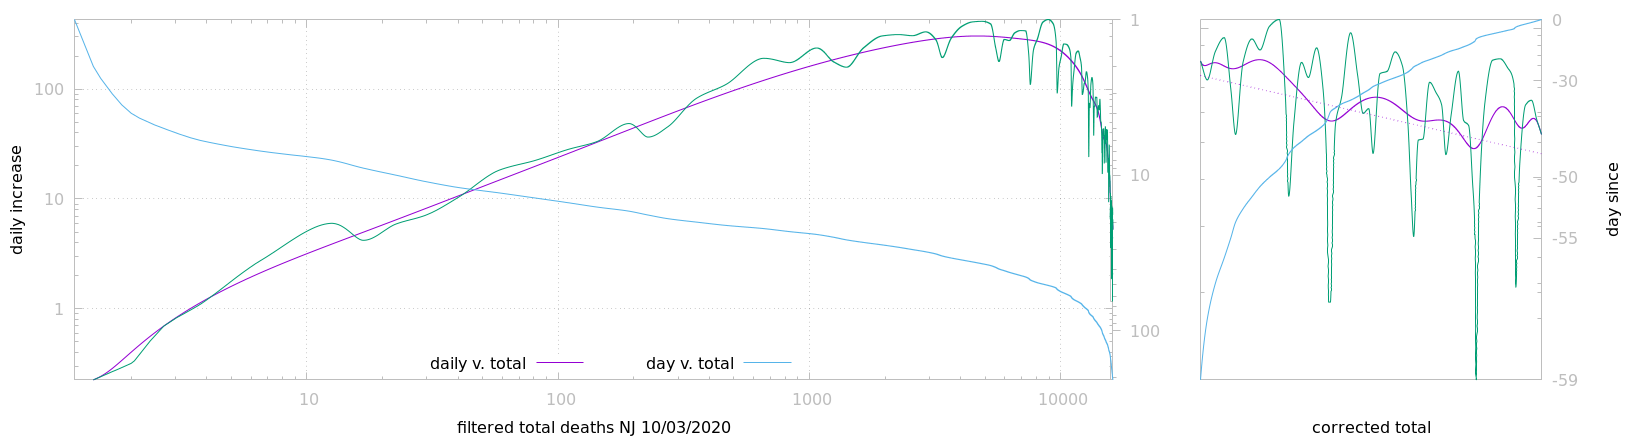 daily increase
100
10
1
daily v. total
day v. total
10
100
1000
10000
filtered total deaths NJ 10/03/2020
1
10
100
0
-30
-50
-55
-59
day since
corrected total